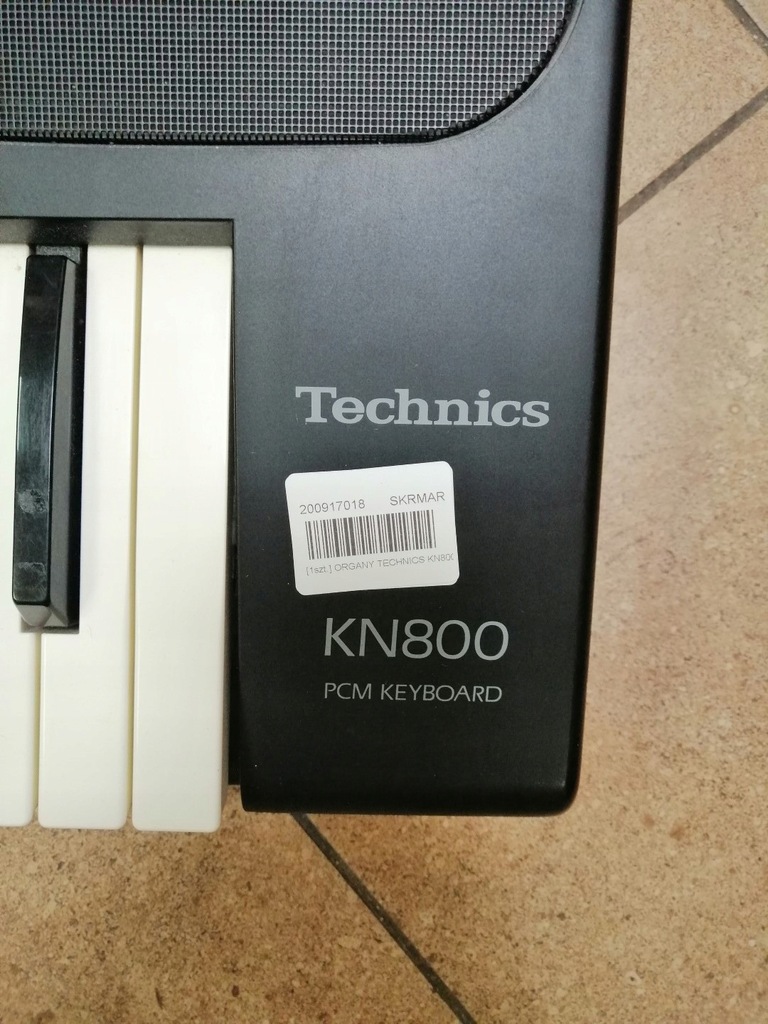 Technics
200917018 SKRMAR
[1szt.] ORGANY TECHNICS KN800
KN800
PCM KEYBOARD